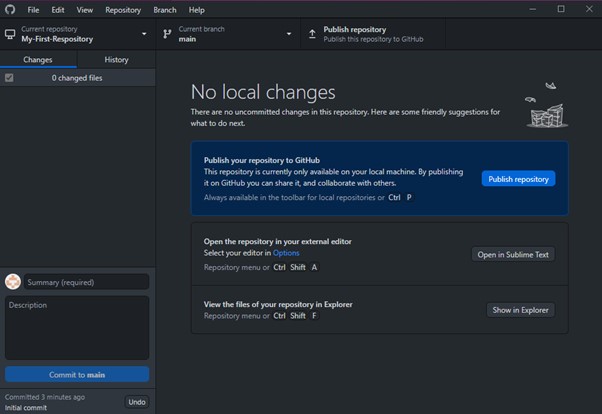 File Edit View Repository Branch Help
Current repository
My-First-Respository
Current branch
main
Publish repository
Publish this repository to GitHub
Changes
History
0 changed files
No local changes
There are no uncommitted changes in this repository. Here are some friendly suggestions for
what to do next.
Publish your repository to GitHub
This repository is currently only available on your local machine. By publishing
it on GitHub you can share it, and collaborate with others.
Always available in the toolbar for local repositories or Ctrl P
Publish repository
Open the repository in your external editor
Select your editor in Options
Repository menu or Ctrl Shift A
Open in Sublime Text
View the files of your repository in Explorer
Repository menu or Ctrl Shift F
Show in Explorer
Summary (required)
Description
Commit to main
Committed 3 minutes ago
Initial commit
Undo